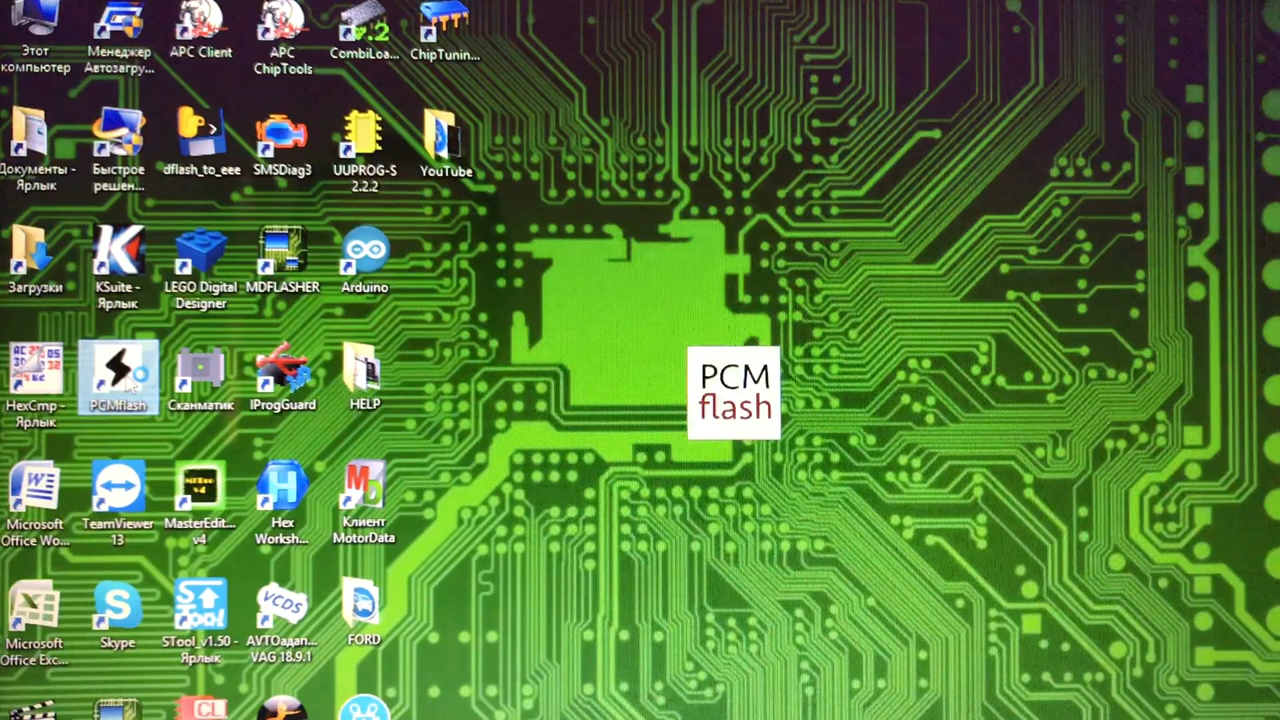 Этот
компьютер
Менеджер
Автозагру...
APC Client
APC
ChipTools
CombiLoa...
ChipTunin...
Документы -
Ярлык
Быстрое
решен...
dflash_to_eee
SMSDiag3
UUPROG-S
2.2.2
YouTube
Загрузки
KSuite -
Ярлык
LEGO Digital
Designer
MDFLASHER
Arduino
HexCmp -
Ярлык
PCMflash
Сканматик
IProgGuard
HELP
PCM
flash
Microsoft
Office Wo...
TeamViewer
13
MasterEdit...
v4
Hex
Worksh...
Клиент
MotorData
Microsoft
Office Exc...
Skype
STool_v1.50 -
Ярлык
АВТОадап...
VAG 18.9.1
FORD
CL